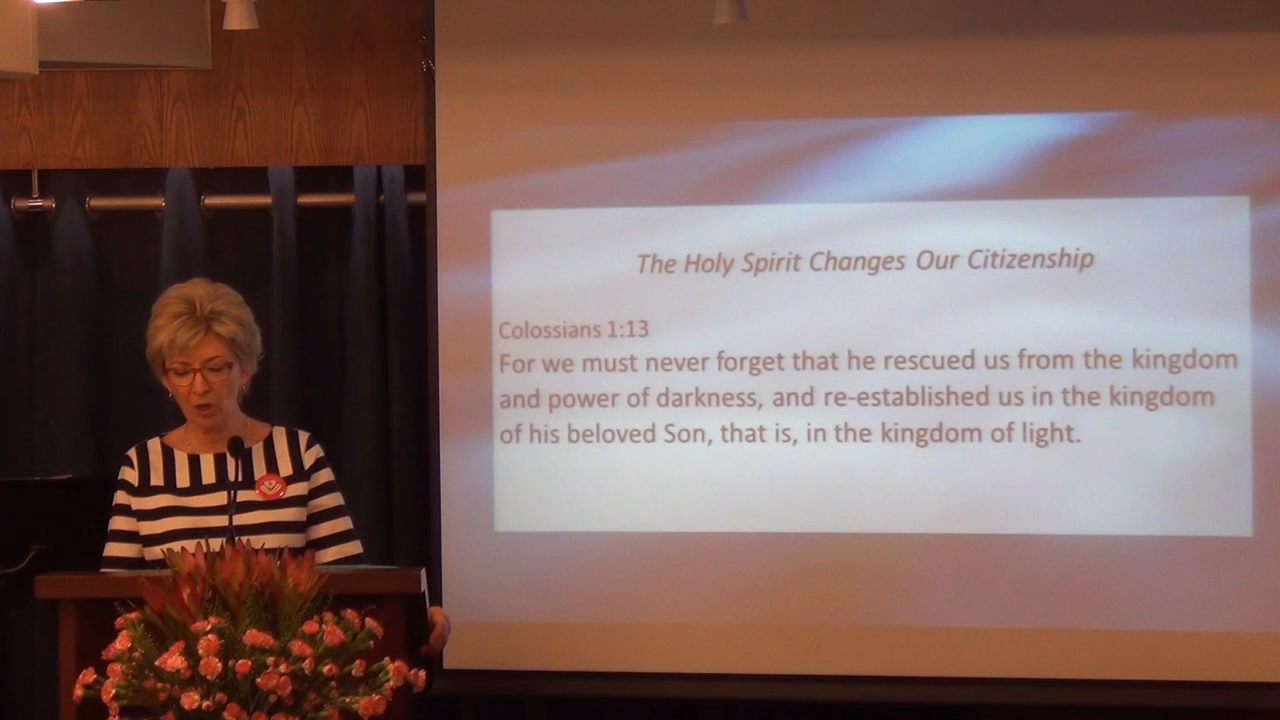 The Holy Spirit Changes Our Citizenship
Colossians 1:13
For we must never forget that he rescued us from the kingdom
and power of darkness, and re-established us in the kingdom
of his beloved Son, that is, in the kingdom of light.